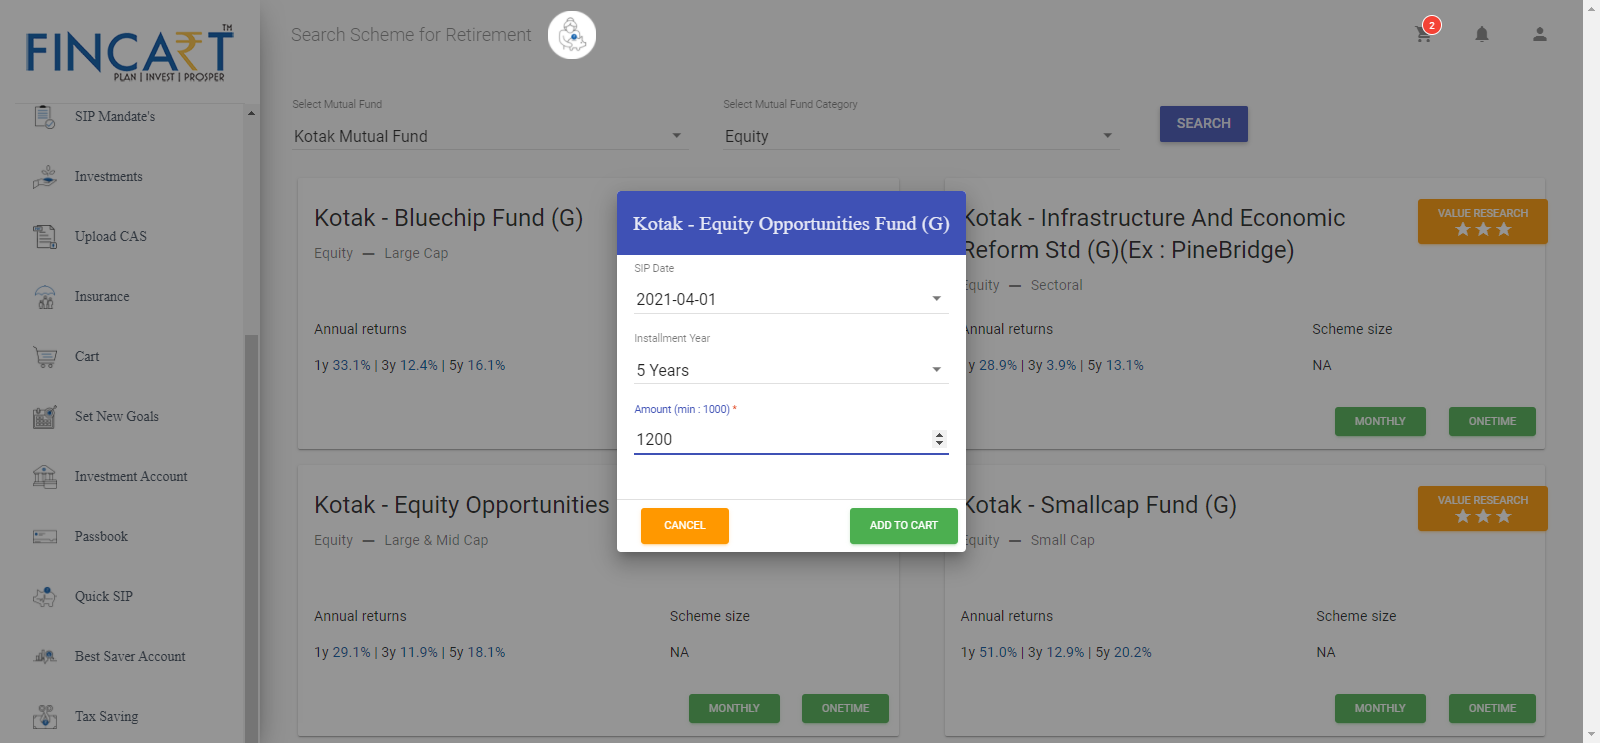 FINCART™
PLAN | INVEST | PROSPER
SIP Mandate's
Investments
Upload CAS
Insurance
Cart
Set New Goals
Investment Account
Passbook
Quick SIP
Best Saver Account
Tax Saving
Search Scheme for Retirement
2
Select Mutual Fund
Kotak Mutual Fund
Select Mutual Fund Category
Equity
SEARCH
Kotak - Bluechip Fund (G)
Equity — Large Cap
Annual returns
1y 33.1% | 3y 12.4% | 5y 16.1%
Kotak - Infrastructure And Economic
Reform Std (G)(Ex : PineBridge)
Equity — Sectoral
VALUE RESEARCH
Annual returns
Scheme size
y 28.9% | 3y 3.9% | 5y 13.1%
NA
MONTHLY
ONETIME
Kotak - Equity Opportunities Fund (G)
SIP Date
2021-04-01
Installment Year
5 Years
Amount (min : 1000) *
1200
CANCEL
ADD TO CART
Kotak - Equity Opportunities
Equity — Large & Mid Cap
Annual returns
Scheme size
1y 29.1% | 3y 11.9% | 5y 18.1%
NA
MONTHLY
ONETIME
Kotak - Smallcap Fund (G)
Equity — Small Cap
VALUE RESEARCH
Annual returns
Scheme size
1y 51.0% | 3y 12.9% | 5y 20.2%
NA
MONTHLY
ONETIME